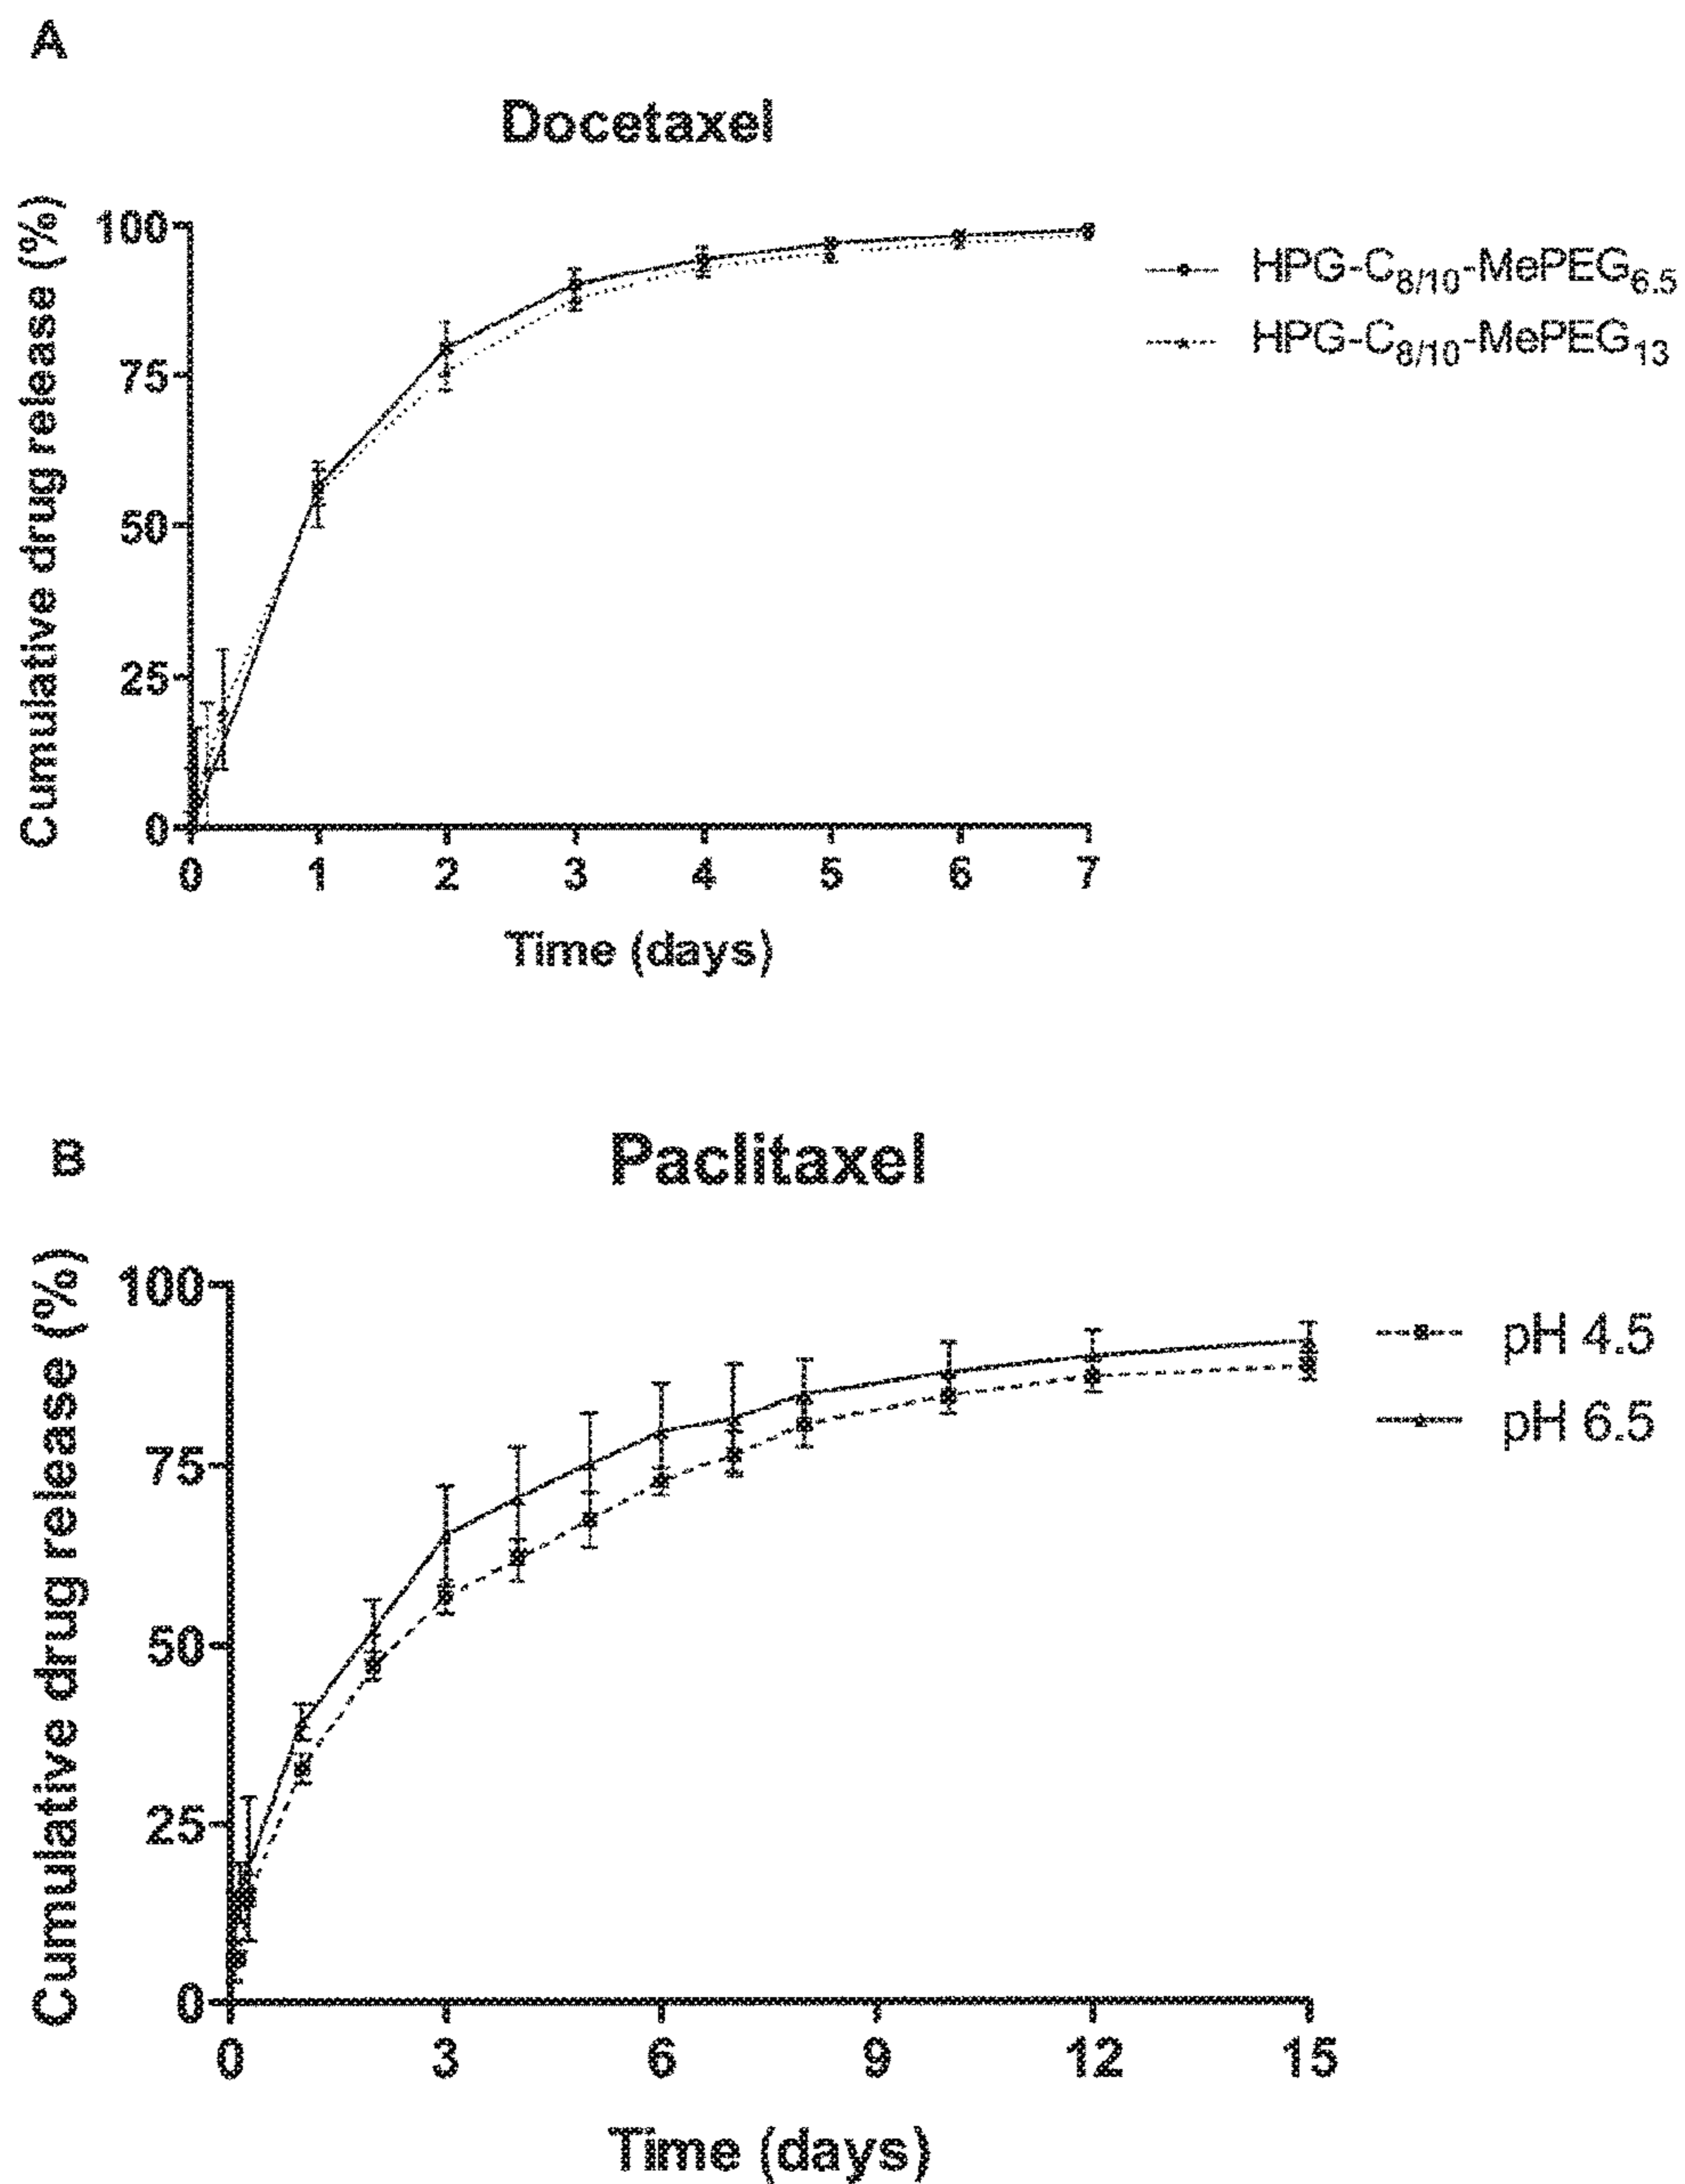 A
Docetaxel
Cumulative drug release (%)
100
75
50
25
0
0 1 2 3 4 5 6 7
Time (days)
HPG-C8/10-MePEG6.5
HPG-C8/10-MePEG13
B
Paclitaxel
Cumulative drug release (%)
100
75
50
25
0
0 3 6 9 12 15
Time (days)
pH 4.5
pH 6.5